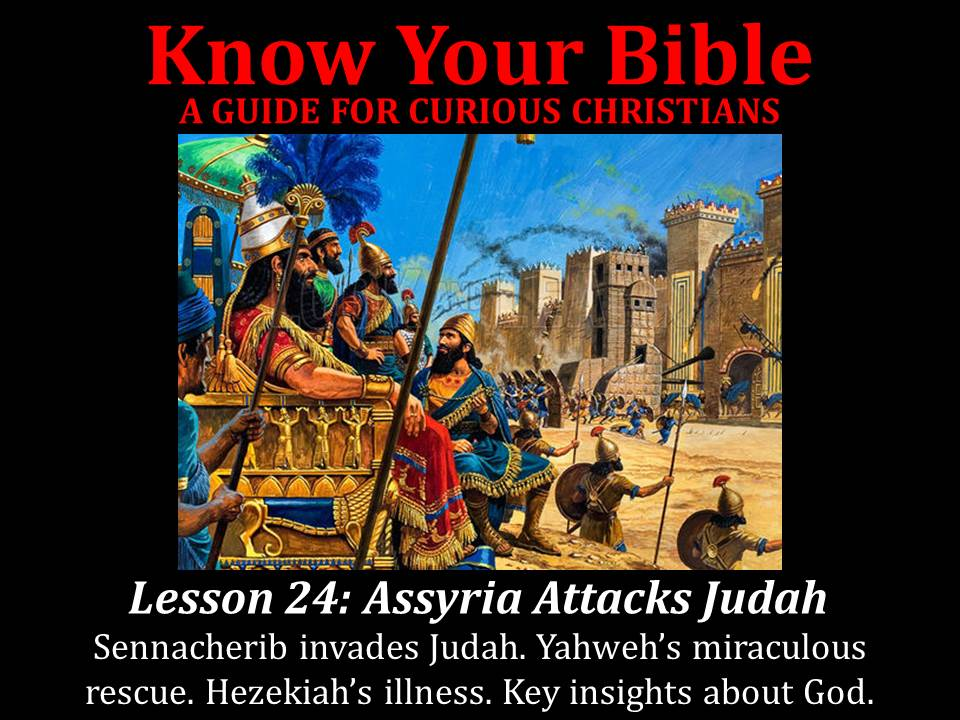 Know Your Bible
A GUIDE FOR CURIOUS CHRISTIANS
Lesson 24: Assyria Attacks Judah
Sennacherib invades Judah. Yahweh’s miraculous
rescue. Hezekiah’s illness. Key insights about God.